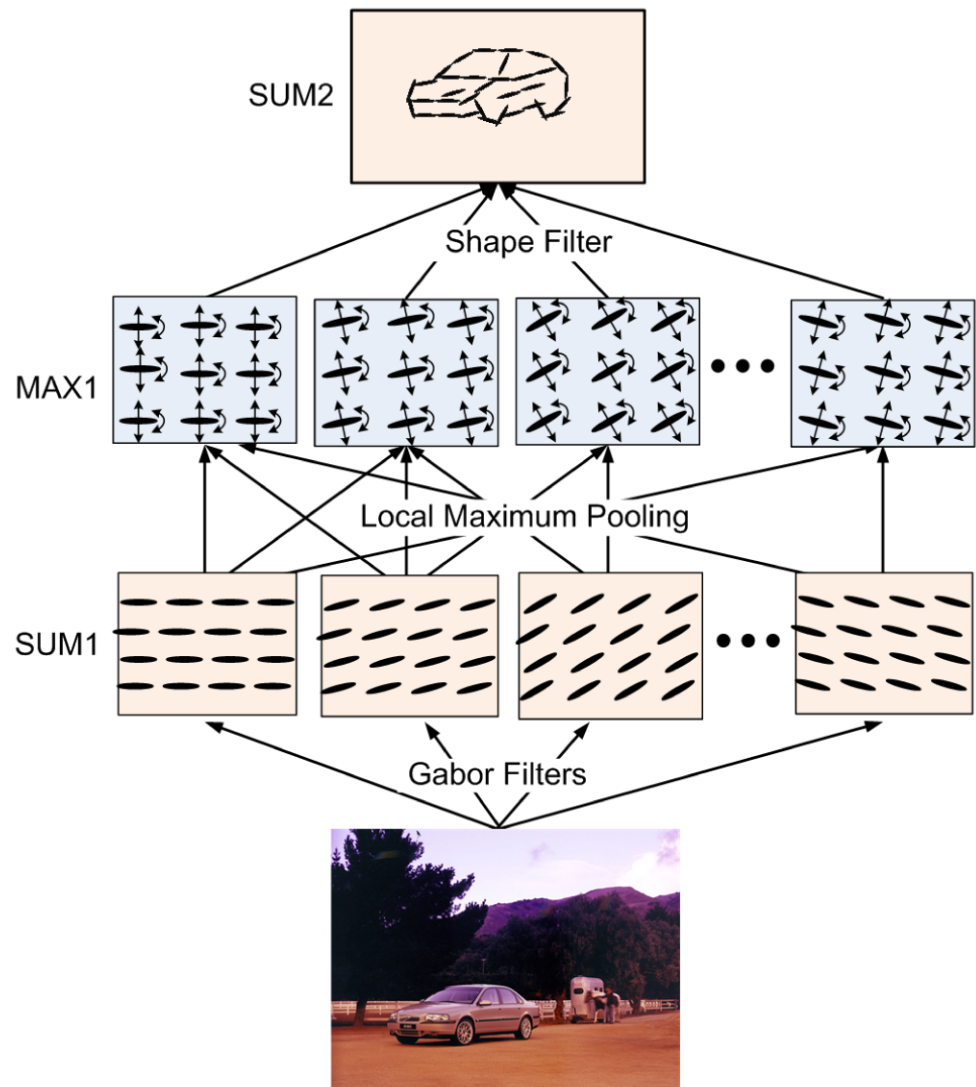 SUM2
Shape Filter
MAX1
Local Maximum Pooling
SUM1
Gabor Filters